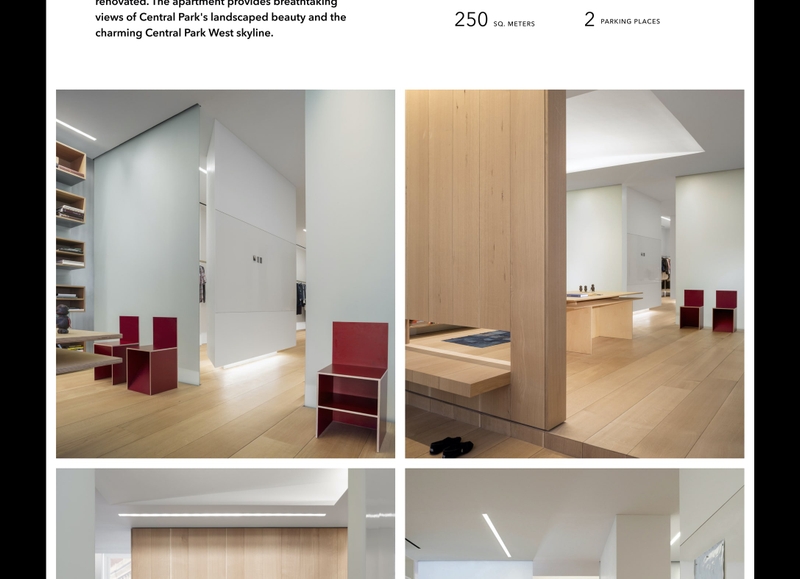 renovated. The apartment provides breathtaking
views of Central Park's landscaped beauty and the
charming Central Park West skyline.
250 SQ. METERS
2 PARKING PLACES